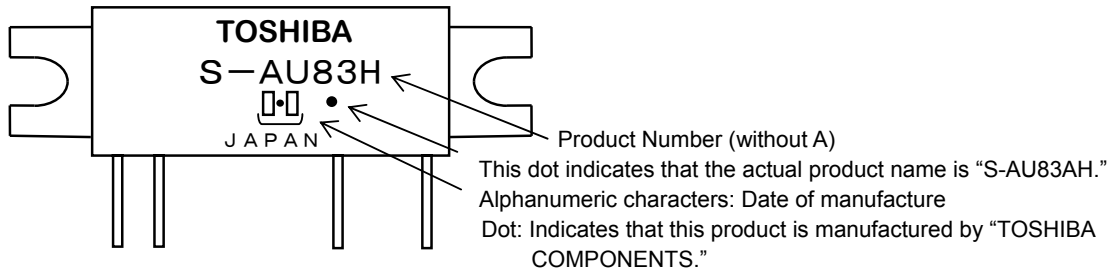 TOSHIBA
S－AU83H
JAPAN
Product Number (without A)
This dot indicates that the actual product name is “S-AU83AH.”
Alphanumeric characters: Date of manufacture
Dot: Indicates that this product is manufactured by “TOSHIBA
COMPONENTS.”